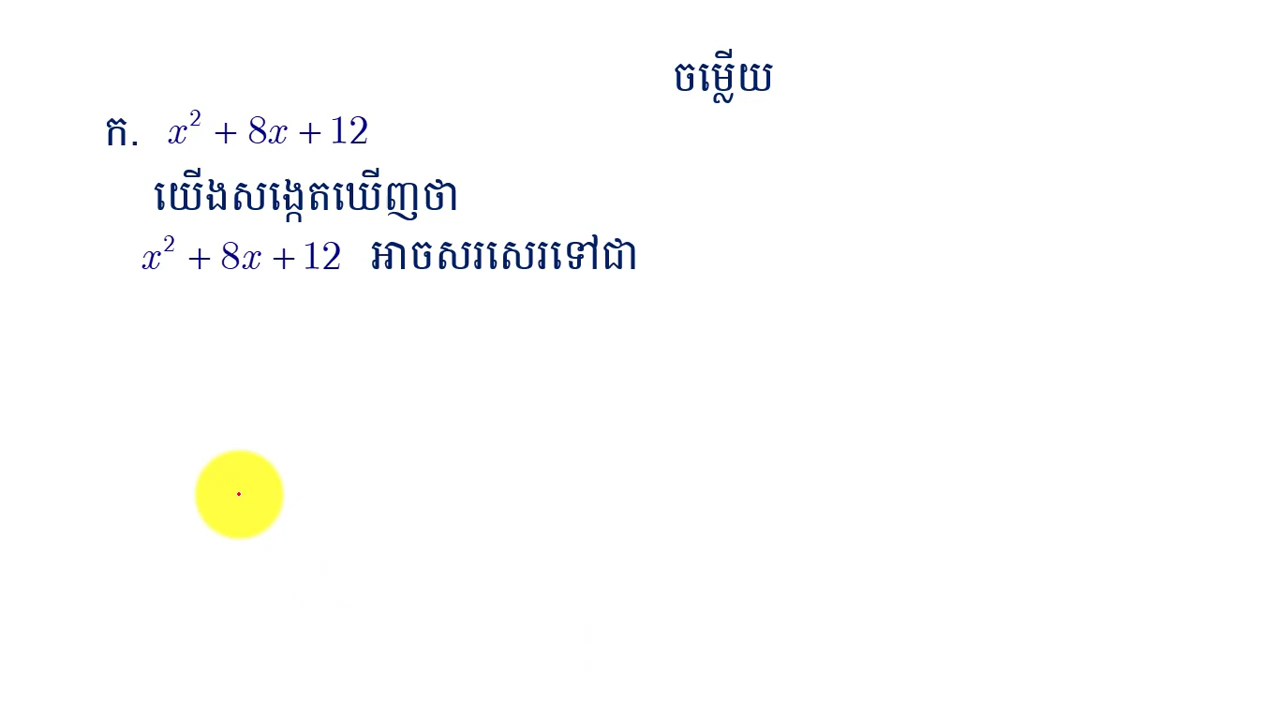 ចម្លើយ
ក. x² + 8x + 12
យើងសង្កេតឃើញថា
x² + 8x + 12 អាចសរសេរទៅជា